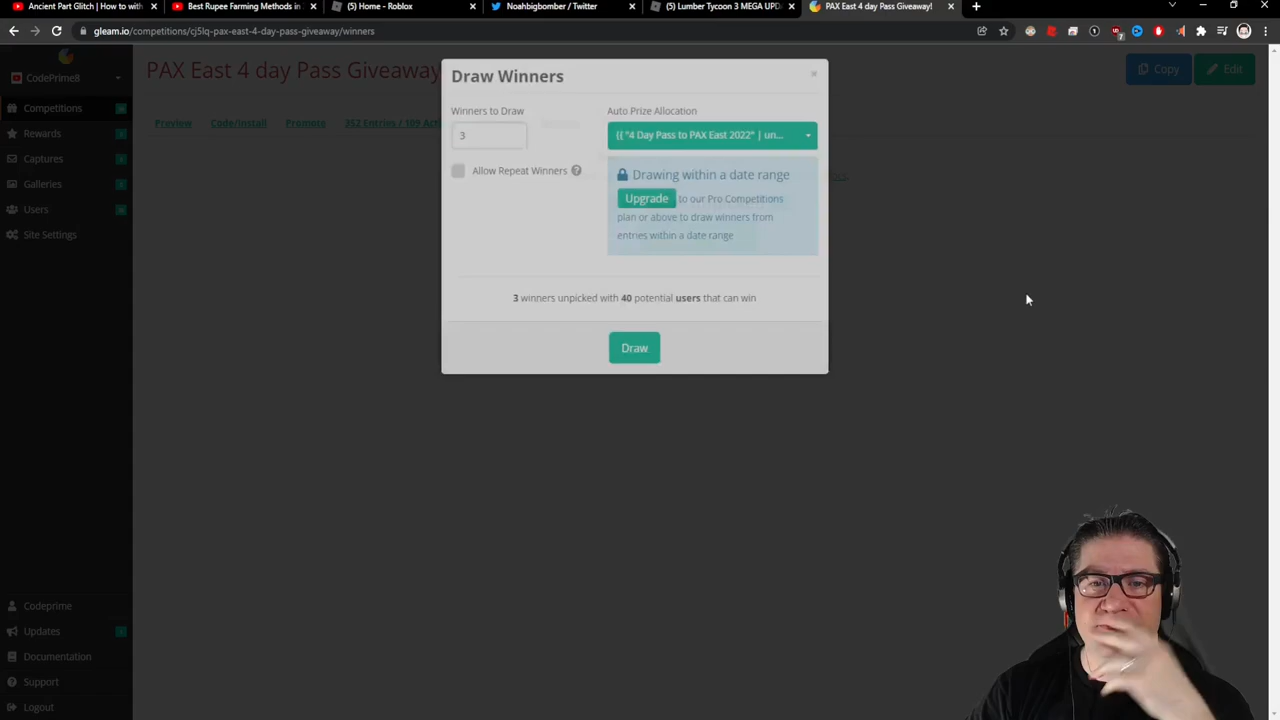 Ancient Part Glitch | How to with
Best Rupee Farming Methods in
(5) Home - Roblox
Noahbigbomber / Twitter
(5) Lumber Tycoon 3 MEGA UPD
PAX East 4 day Pass Giveaway!
gleam.io/competitions/cj5lq-pax-east-4-day-pass-giveaway/winners
CodePrime8
PAX East 4 day Pass Giveaway
Copy
Edit
Competitions
Rewards
Captures
Galleries
Users
Site Settings
Preview
Code/Install
Promote
352 Entries / 109 Acti
Draw Winners
×
Winners to Draw
3
Allow Repeat Winners
Auto Prize Allocation
{{ "4 Day Pass to PAX East 2022" | un...
Drawing within a date range
Upgrade to our Pro Competitions
plan or above to draw winners from
entries within a date range
3 winners unpicked with 40 potential users that can win
Draw
Codeprime
Updates
Documentation
Support
Logout